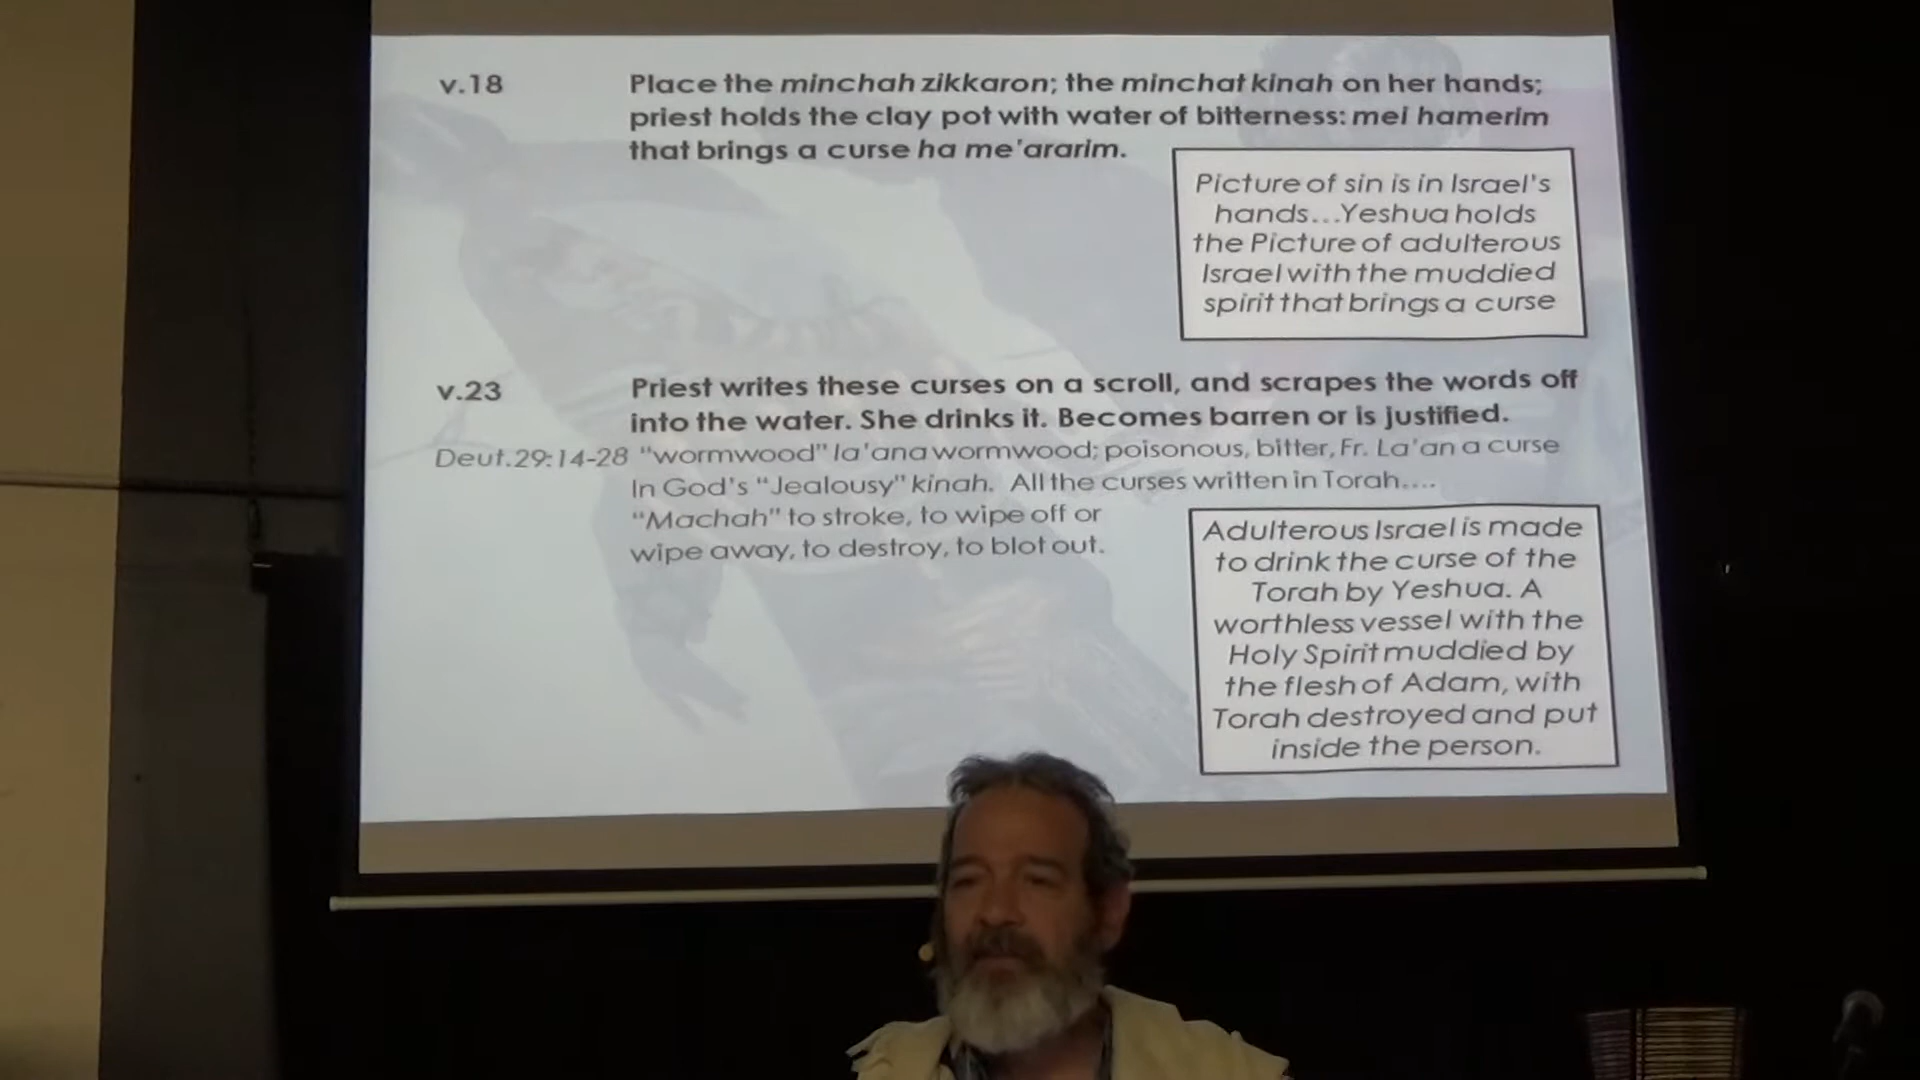 v.18 Place the minchah zikkaron; the minchat kinah on her hands;
priest holds the clay pot with water of bitterness: mei hamerim
that brings a curse ha me'ararim.
Picture of sin is in Israel's
hands...Yeshua holds
the Picture of adulterous
Israel with the muddied
spirit that brings a curse
v.23 Priest writes these curses on a scroll, and scrapes the words off
into the water. She drinks it. Becomes barren or is justified.
Deut.29:14-28 "wormwood" la'ana wormwood; poisonous, bitter, Fr. La'an a curse
In God's "Jealousy" kinah. All the curses written in Torah....
"Machah" to stroke, to wipe off or
wipe away, to destroy, to blot out.
Adulterous Israel is made
to drink the curse of the
Torah by Yeshua. A
worthless vessel with the
Holy Spirit muddied by
the flesh of Adam, with
Torah destroyed and put
inside the person.